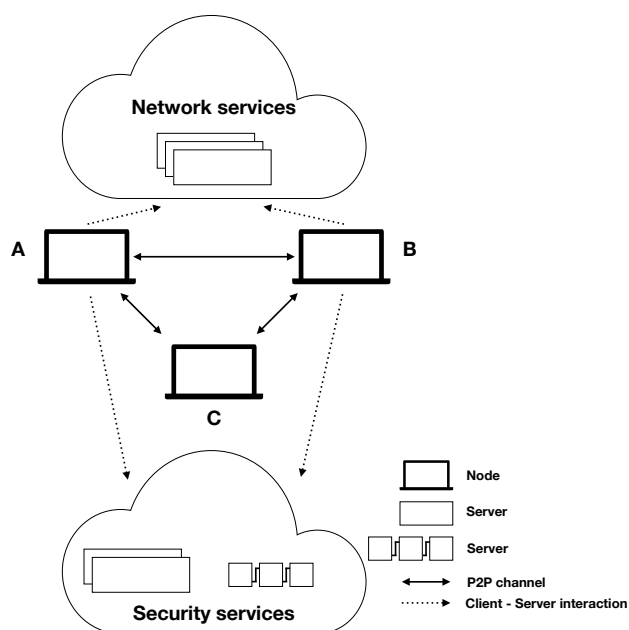 Network services
A
B
C
Security services
Node
Server
Server
P2P channel
Client - Server interaction